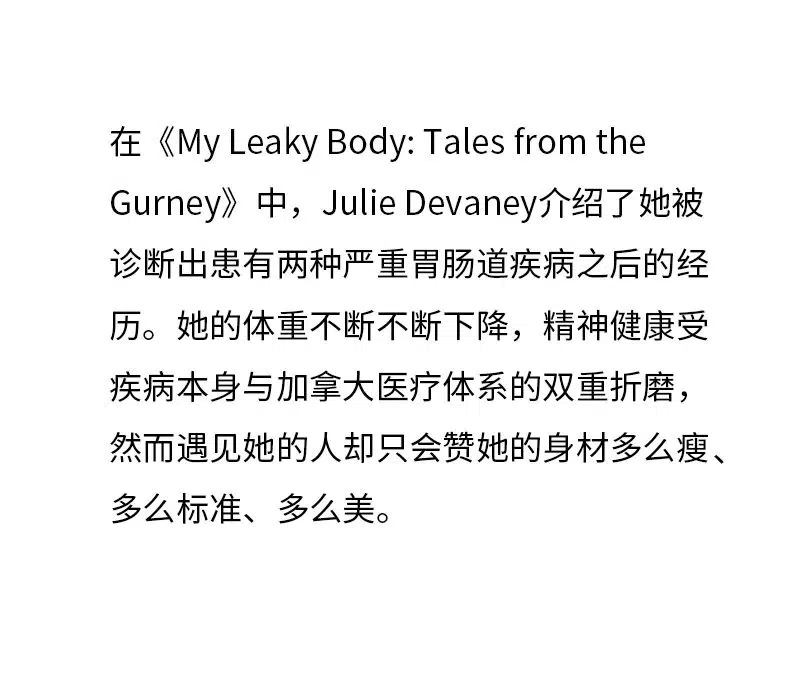 在《My Leaky Body: Tales from the
Gurney》中，Julie Devaney介绍了她被
诊断出患有两种严重胃肠道疾病之后的经
历。她的体重不断不断下降，精神健康受
疾病本身与加拿大医疗体系的双重折磨，
然而遇见她的人却只会赞她的身材多么瘦、
多么标准、多么美。